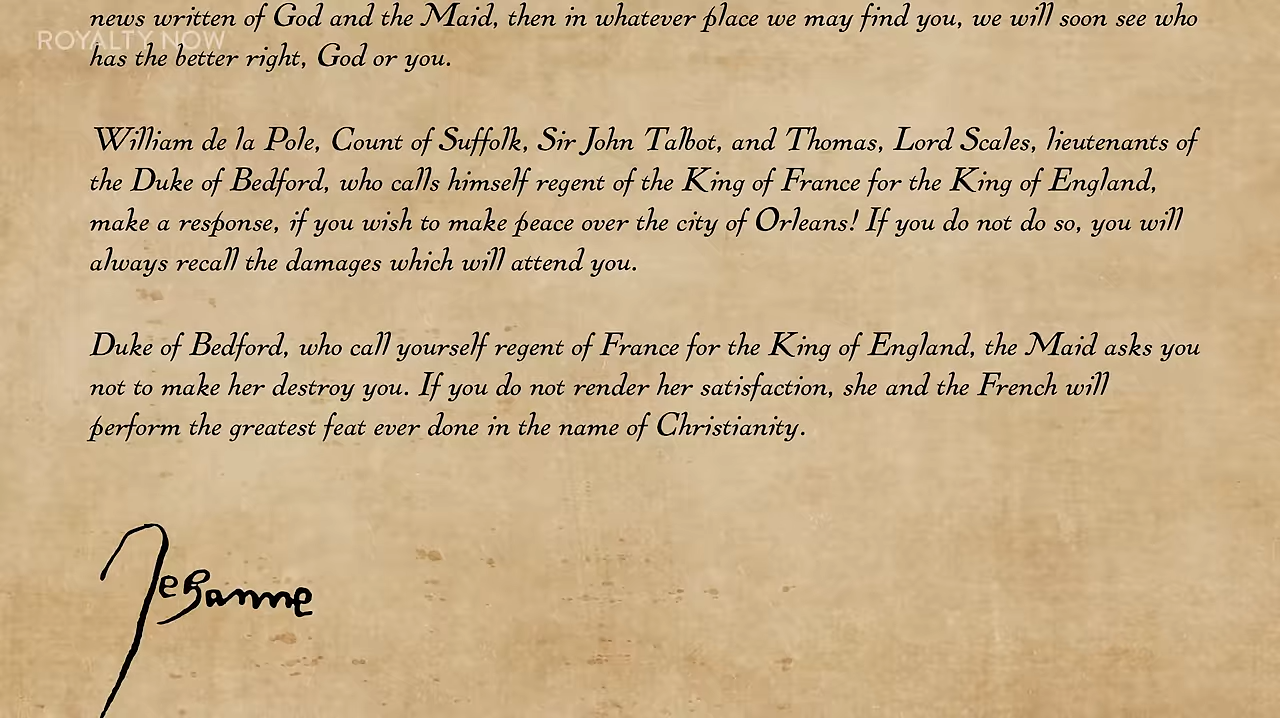 news written of God and the Maid, then in whatever place we may find you, we will soon see who
ROYALTY NOW
has the better right, God or you.
William de la Pole, Count of Suffolk, Sir John Talbot, and Thomas, Lord Scales, lieutenants of
the Duke of Bedford, who calls himself regent of the King of France for the King of England,
make a response, if you wish to make peace over the city of Orleans! If you do not do so, you will
always recall the damages which will attend you.
Duke of Bedford, who call yourself regent of France for the King of England, the Maid asks you
not to make her destroy you. If you do not render her satisfaction, she and the French will
perform the greatest feat ever done in the name of Christianity.
Jehanne